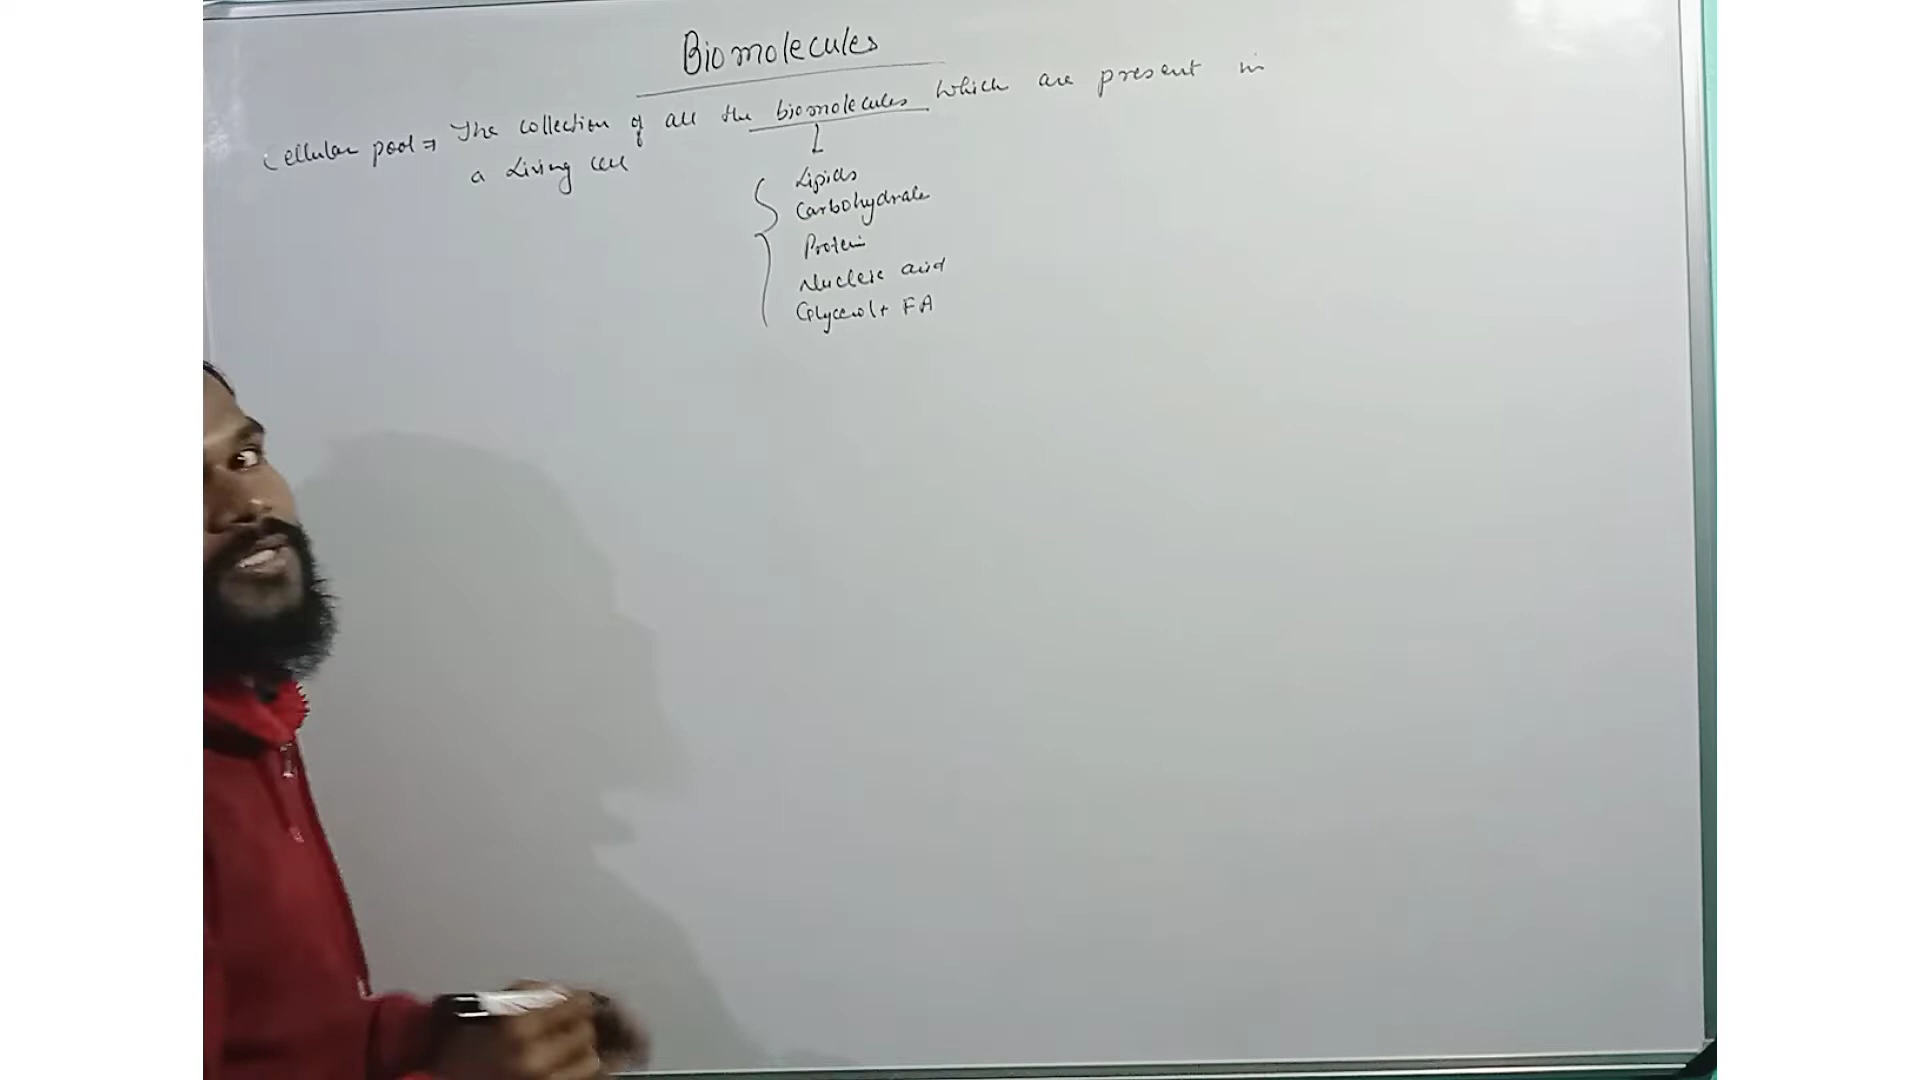 Biomolecules
Cellular pool ⇒ The collection of all the biomolecules which are present in
a Living cell
Lipids
Carbohydrate
Protein
Nucleic acid
Glycerol + FA